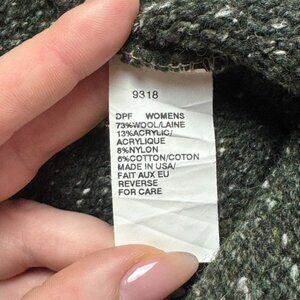 9318
DPF WOMENS
73%WOOL/LAINE
13%ACRYLIC/
ACRYLIQUE
8%NYLON
6%COTTON/COTON
MADE IN USA/
FAIT AUX EU
REVERSE
FOR CARE